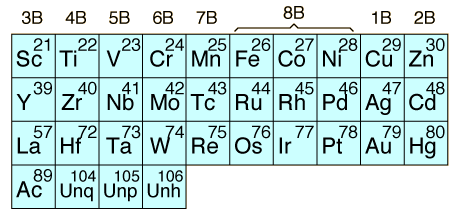 3B 4B 5B 6B 7B 8B 1B 2B
Sc 21 Ti 22 V 23 Cr 24 Mn 25 Fe 26 Co 27 Ni 28 Cu 29 Zn 30
Y 39 Zr 40 Nb 41 Mo 42 Tc 43 Ru 44 Rh 45 Pd 46 Ag 47 Cd 48
La 57 Hf 72 Ta 73 W 74 Re 75 Os 76 Ir 77 Pt 78 Au 79 Hg 80
Ac 89 Unq 104 Unp 105 Unh 106